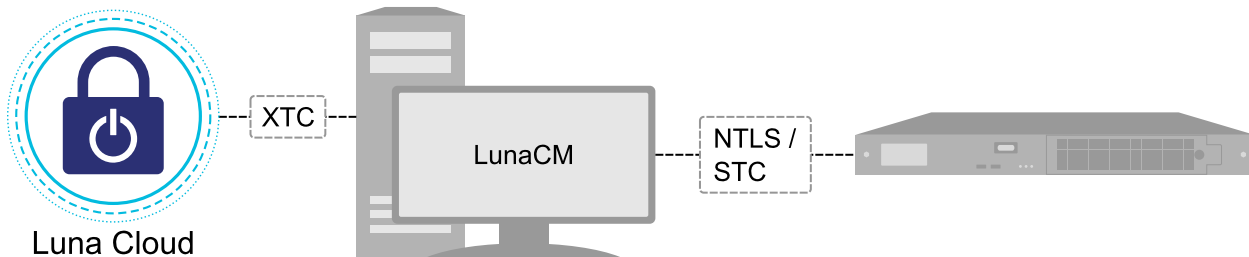 XTC
LunaCM
NTLS /
STC
Luna Cloud